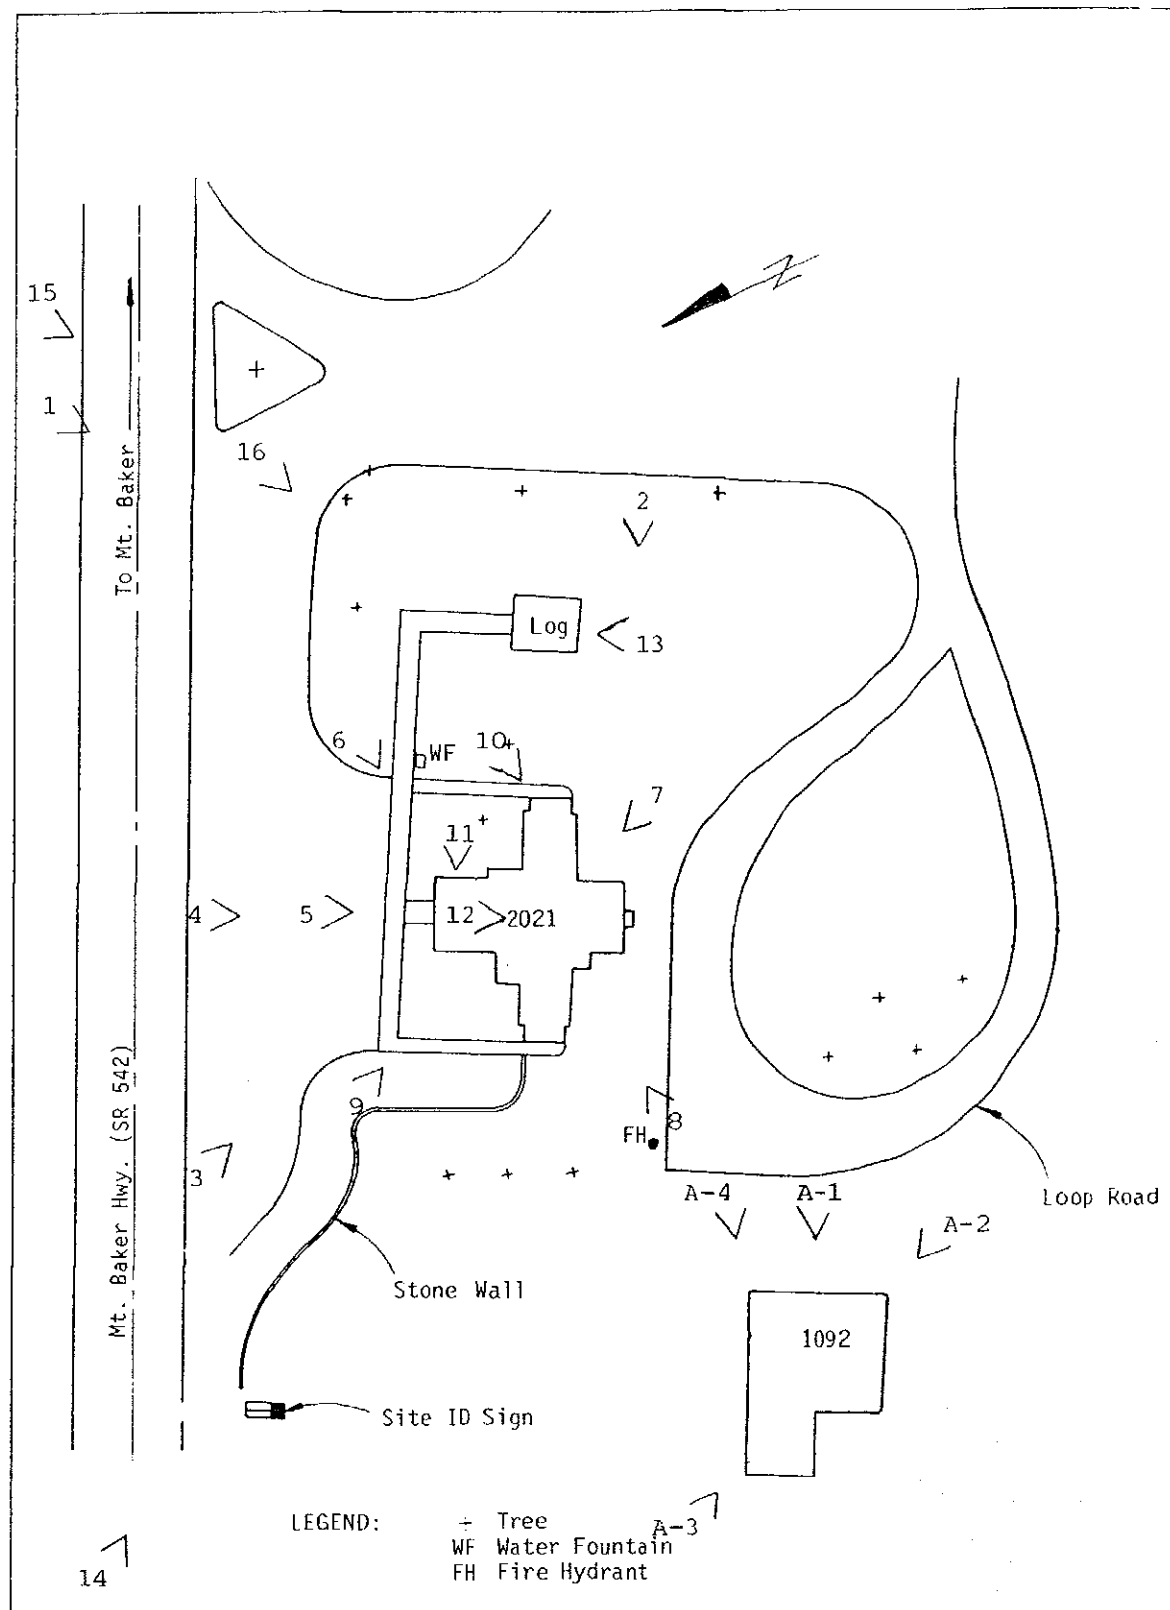 N
15
1
To Mt. Baker
16
2
Log
13
6
WF
10
7
11
4
5
12
2021
9
8
FH
3
A-4
A-1
A-2
Loop Road
Mt. Baker Hwy. (SR 542)
Stone Wall
1092
Site ID Sign
LEGEND:
+ Tree
A-3
WF Water Fountain
FH Fire Hydrant
14